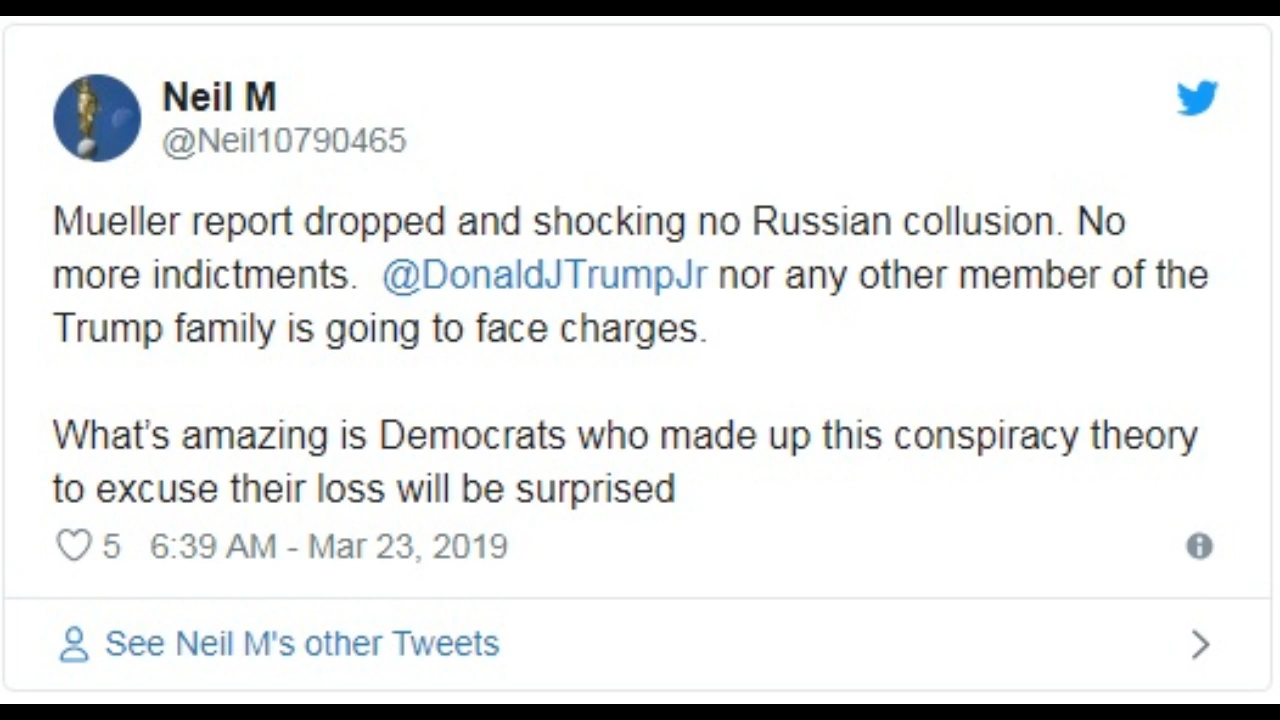 Neil M
@Neil10790465
Mueller report dropped and shocking no Russian collusion. No
more indictments. @DonaldJTrumpJr nor any other member of the
Trump family is going to face charges.
What's amazing is Democrats who made up this conspiracy theory
to excuse their loss will be surprised
5 6:39 AM - Mar 23, 2019
See Neil M's other Tweets